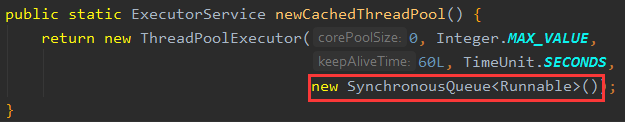 public static ExecutorService newCachedThreadPool() {
return new ThreadPoolExecutor( corePoolSize: 0, Integer.MAX_VALUE,
keepAliveTime: 60L, TimeUnit.SECONDS,
new SynchronousQueue<Runnable>());
}